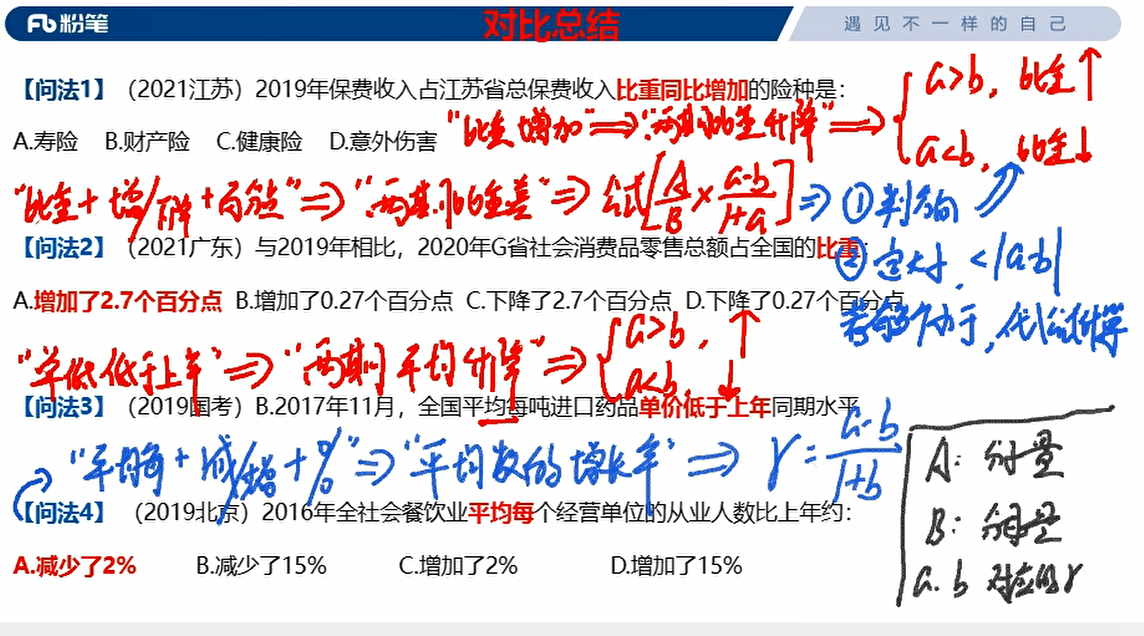 粉笔
对比总结
遇见不一样的自己
【问法1】（2021江苏）2019年保费收入占江苏省总保费收入比重同比增加的险种是：
a>b，比重↑
A.寿险 B.财产险 C.健康险 D.意外伤害 "比重增加"⇒"两期比重升降"⇒
a<b，比重↓
"比重+增/下降+百分点"⇒"两期比重差"⇒公式[A/B×(a-b)/(1+a)]⇒①判方向
【问法2】（2021广东）与2019年相比，2020年G省社会消费品零售总额占全国的比重：
②定大小，<|a-b|
A.增加了2.7个百分点 B.增加了0.27个百分点 C.下降了2.7个百分点 D.下降了0.27个百分点
若多个小于，代公式计算
"单价低于上年"⇒"两期平均升降"⇒
a>b，↑
a<b，↓
【问法3】（2019国考）B.2017年11月，全国平均每吨进口药品单价低于上年同期水平
"平均每+减/增+%"⇒"平均数的增长率"⇒r=(a-b)/(1+b)
A：分子量
B：分母量
a.b 对应的r
【问法4】（2019北京）2016年全社会餐饮业平均每个经营单位的从业人数比上年约：
A.减少了2% B.减少了15% C.增加了2% D.增加了15%